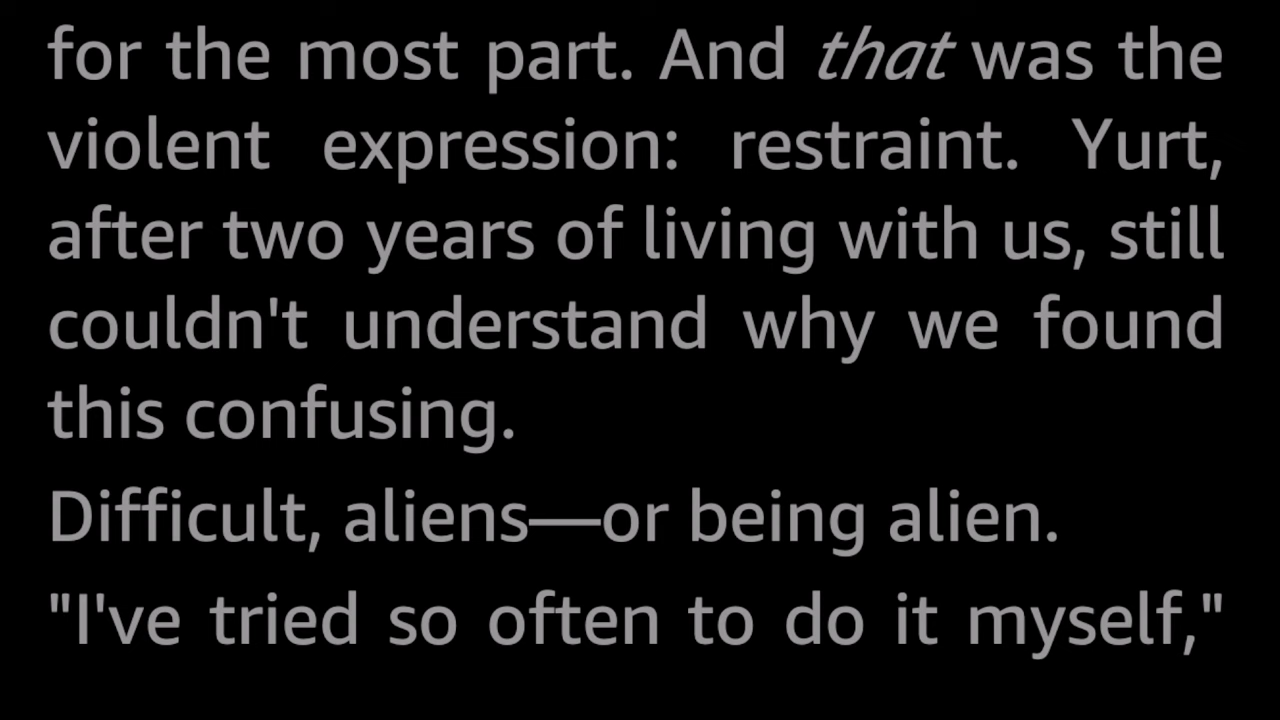 for the most part. And that was the
violent expression: restraint. Yurt,
after two years of living with us, still
couldn't understand why we found
this confusing.
Difficult, aliens—or being alien.
"I've tried so often to do it myself,"